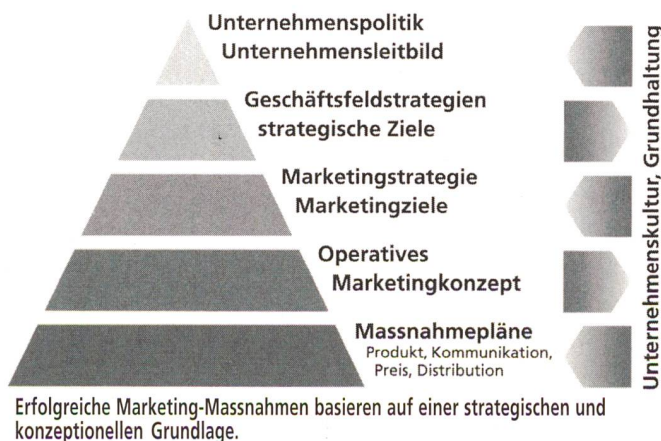 Unternehmenspolitik
Unternehmensleitbild
Geschäftsfeldstrategien
strategische Ziele
Marketingstrategie
Marketingziele
Operatives
Marketingkonzept
Massnahmepläne
Produkt, Kommunikation,
Preis, Distribution
Unternehmenskultur, Grundhaltung
Erfolgreiche Marketing-Massnahmen basieren auf einer strategischen und
konzeptionellen Grundlage.